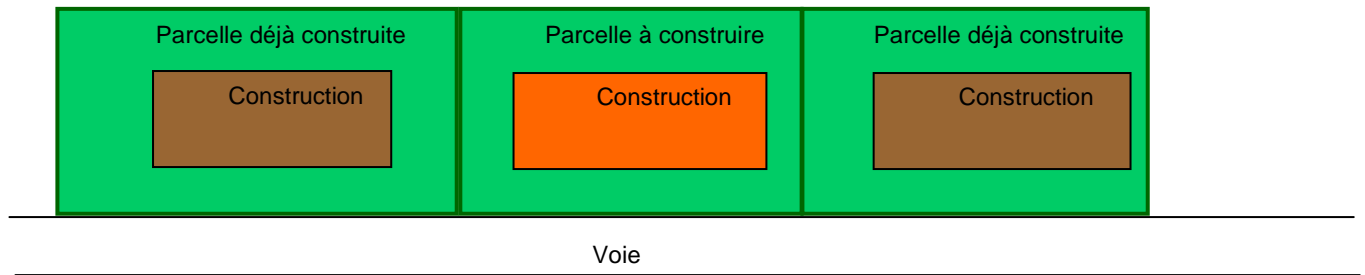 Parcelle déjà construite
Parcelle à construire
Parcelle déjà construite
Construction
Construction
Construction
Voie